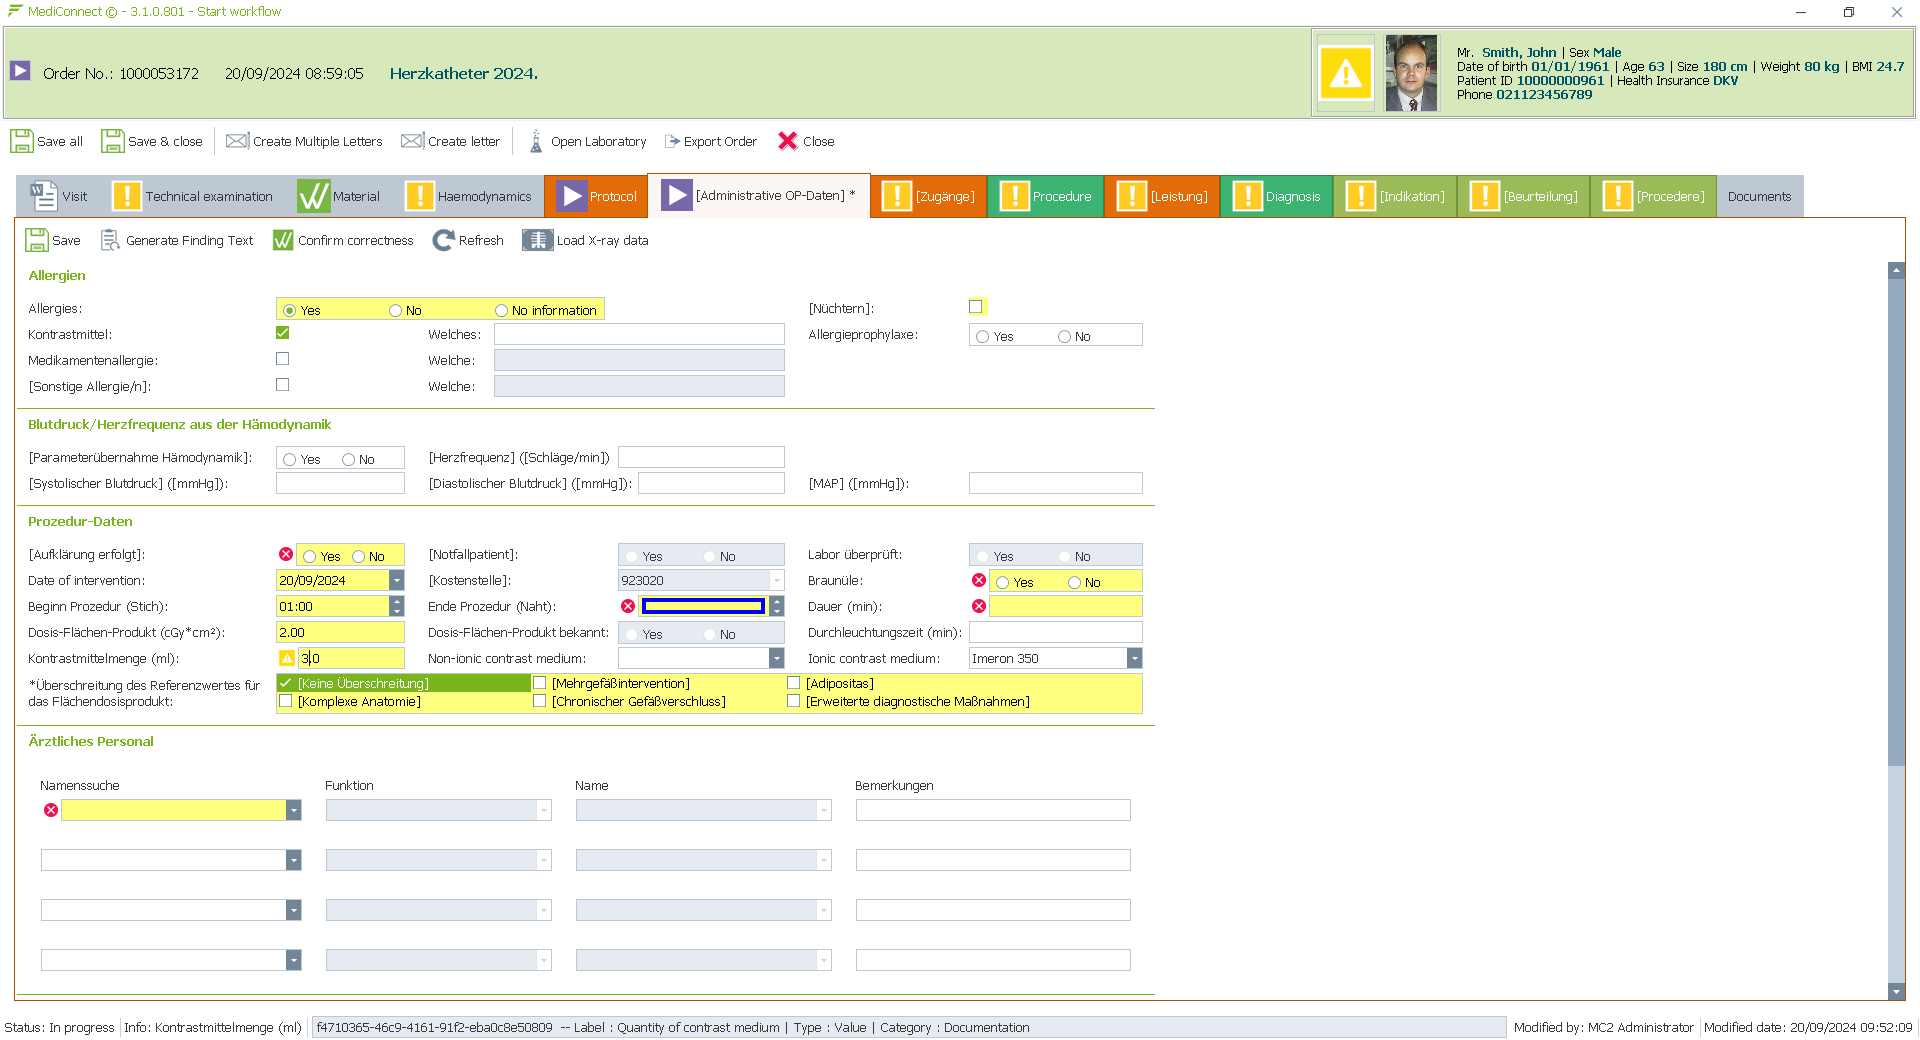 MediConnect © - 3.1.0.801 - Start workflow
Order No.: 1000053172 20/09/2024 08:59:05 Herzkatheter 2024.
Mr. Smith, John | Sex Male
Date of birth 01/01/1961 | Age 63 | Size 180 cm | Weight 80 kg | BMI 24.7
Patient ID 10000000961 | Health Insurance DKV
Phone 021123456789
Save all Save & close Create Multiple Letters Create letter Open Laboratory Export Order Close
Visit Technical examination Material Haemodynamics Protocol [Administrative OP-Daten] * [Zugänge] Procedure [Leistung] Diagnosis [Indikation] [Beurteilung] [Procedere] Documents
Save Generate Finding Text Confirm correctness Refresh Load X-ray data
Allergien
Allergies: Yes No No information [Nüchtern]:
Kontrastmittel: Welches: Allergieprophylaxe: Yes No
Medikamentenallergie: Welche:
[Sonstige Allergie/n]: Welche:
Blutdruck/Herzfrequenz aus der Hämodynamik
[Parameterübernahme Hämodynamik]: Yes No [Herzfrequenz] ([Schläge/min])
[Systolischer Blutdruck] ([mmHg]): [Diastolischer Blutdruck] ([mmHg]): [MAP] ([mmHg]):
Prozedur-Daten
[Aufklärung erfolgt]: Yes No [Notfallpatient]: Yes No Labor überprüft: Yes No
Date of intervention: 20/09/2024 [Kostenstelle]: 923020 Braunüle: Yes No
Beginn Prozedur (Stich): 01:00 Ende Prozedur (Naht): Dauer (min):
Dosis-Flächen-Produkt (cGy*cm²): 2.00 Dosis-Flächen-Produkt bekannt: Yes No Durchleuchtungszeit (min):
Kontrastmittelmenge (ml): 3.0 Non-ionic contrast medium: Ionic contrast medium: Imeron 350
*Überschreitung des Referenzwertes für [Keine Überschreitung] [Mehrgefäßintervention] [Adipositas]
das Flächendosisprodukt: [Komplexe Anatomie] [Chronischer Gefäßverschluss] [Erweiterte diagnostische Maßnahmen]
Ärztliches Personal
Namenssuche Funktion Name Bemerkungen
Status: In progress Info: Kontrastmittelmenge (ml) f4710365-46c9-4161-91f2-eba0c8e50809 -- Label : Quantity of contrast medium | Type : Value | Category : Documentation Modified by: MC2 Administrator Modified date: 20/09/2024 09:52:09